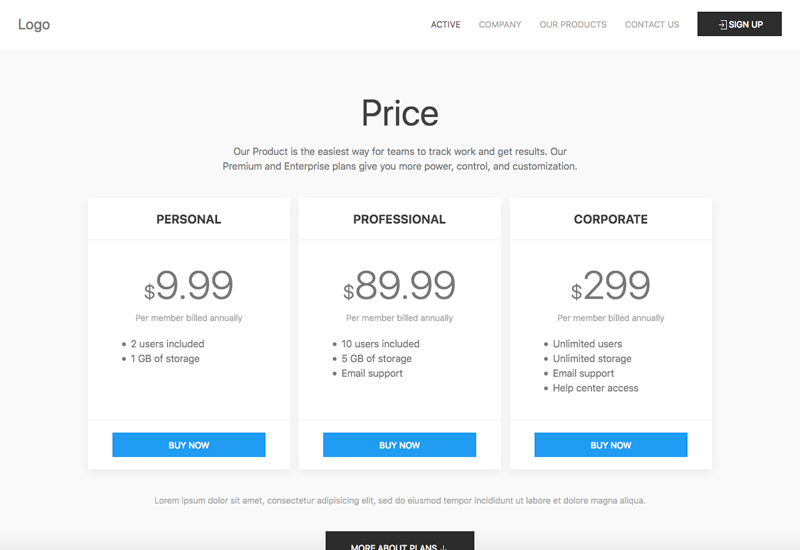 Logo
ACTIVE
COMPANY
OUR PRODUCTS
CONTACT US
SIGN UP
Price
Our Product is the easiest way for teams to track work and get results. Our
Premium and Enterprise plans give you more power, control, and customization.
PERSONAL
$9.99
Per member billed annually
2 users included
1 GB of storage
BUY NOW
PROFESSIONAL
$89.99
Per member billed annually
10 users included
5 GB of storage
Email support
BUY NOW
CORPORATE
$299
Per member billed annually
Unlimited users
Unlimited storage
Email support
Help center access
BUY NOW
Lorem ipsum dolor sit amet, consectetur adipisicing elit, sed do eiusmod tempor incididunt ut labore et dolore magna aliqua.
MORE ABOUT PLANS